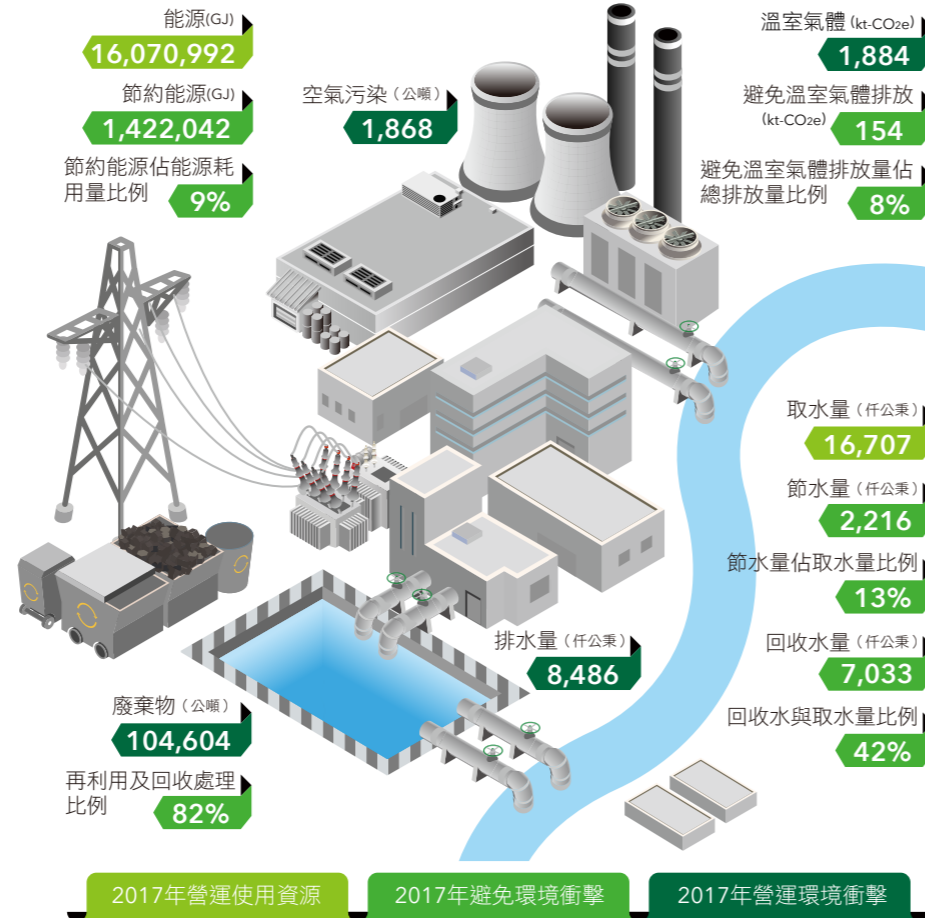 能源(GJ)
16,070,992
節約能源(GJ)
1,422,042
節約能源佔能源耗
用量比例
9%
空氣污染（公噸）
1,868
溫室氣體 (kt-CO2e)
1,884
避免溫室氣體排放
(kt-CO2e)
154
避免溫室氣體排放量佔
總排放量比例
8%
取水量（仟公秉）
16,707
節水量（仟公秉）
2,216
節水量佔取水量比例
13%
回收水量（仟公秉）
7,033
回收水與取水量比例
42%
排水量（仟公秉）
8,486
廢棄物（公噸）
104,604
再利用及回收處理
比例
82%
2017年營運使用資源
2017年避免環境衝擊
2017年營運環境衝擊